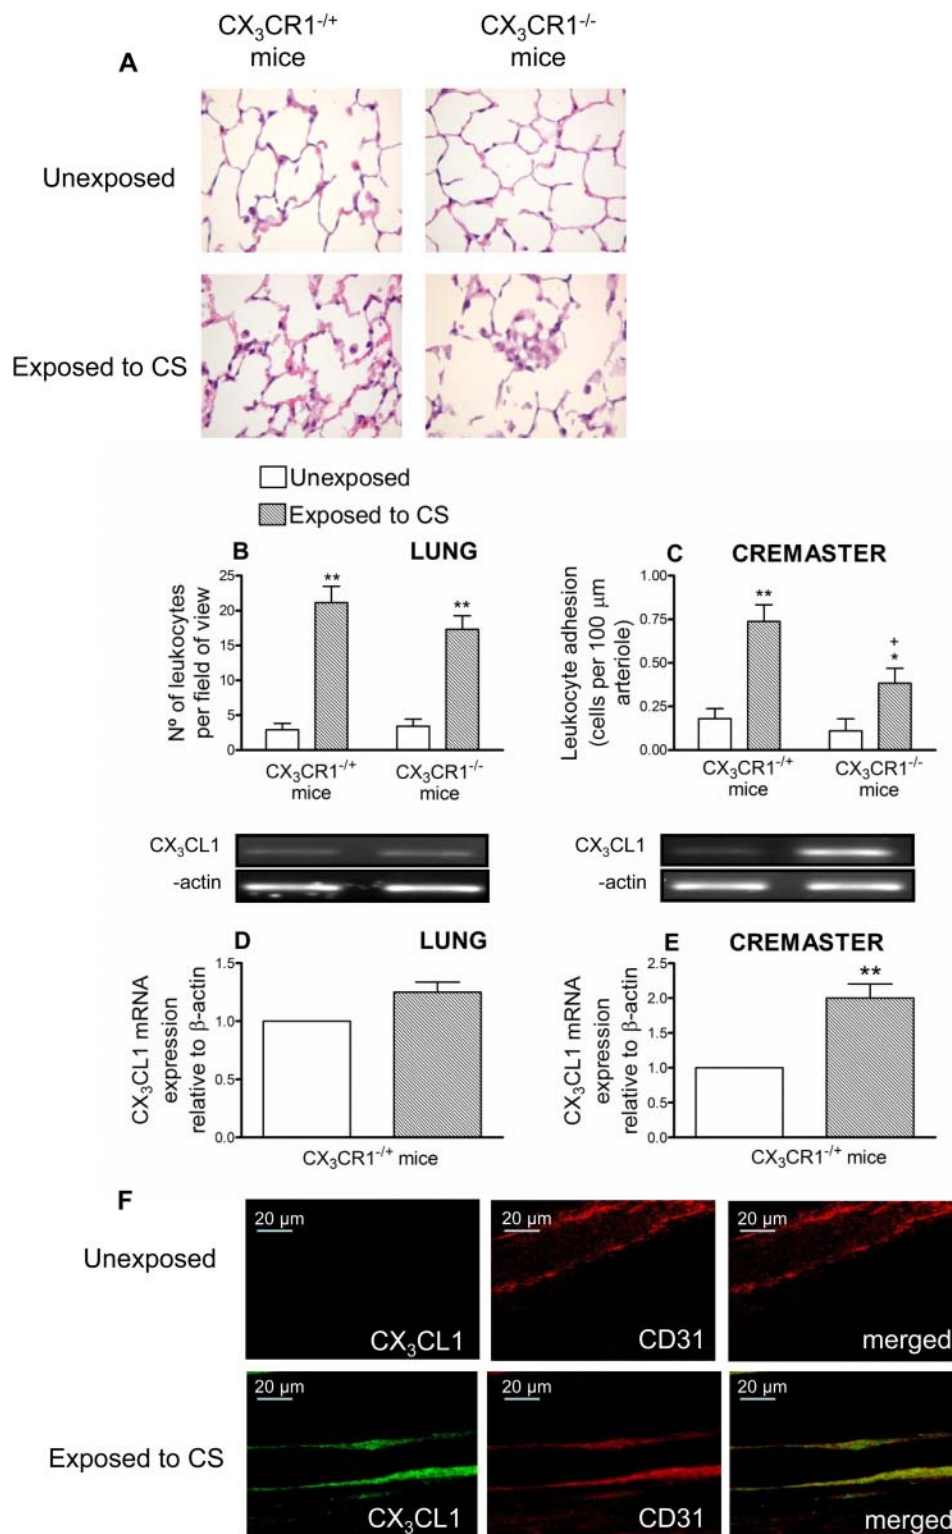 CX₃CR1⁻/⁺
mice
CX₃CR1⁻/⁻
mice
A
Unexposed
Exposed to CS
Unexposed
Exposed to CS
B
LUNG
Nº of leukocytes
per field of view
25
20
15
10
5
0
**
**
CX₃CR1⁻/⁺
mice
CX₃CR1⁻/⁻
mice
C
CREMASTER
Leukocyte adhesion
(cells per 100 µm
arteriole)
1.00
0.75
0.50
0.25
0.00
**
+
*
CX₃CR1⁻/⁺
mice
CX₃CR1⁻/⁻
mice
CX₃CL1
-actin
CX₃CL1
-actin
D
LUNG
CX₃CL1 mRNA
expression
relative to β-actin
1.5
1.0
0.5
0.0
CX₃CR1⁻/⁺ mice
E
CREMASTER
CX₃CL1 mRNA
expression
relative to β-actin
2.5
2.0
1.5
1.0
0.5
0.0
**
CX₃CR1⁻/⁺ mice
F
Unexposed
20 µm
CX₃CL1
20 µm
CD31
20 µm
merged
Exposed to CS
20 µm
CX₃CL1
20 µm
CD31
20 µm
merged